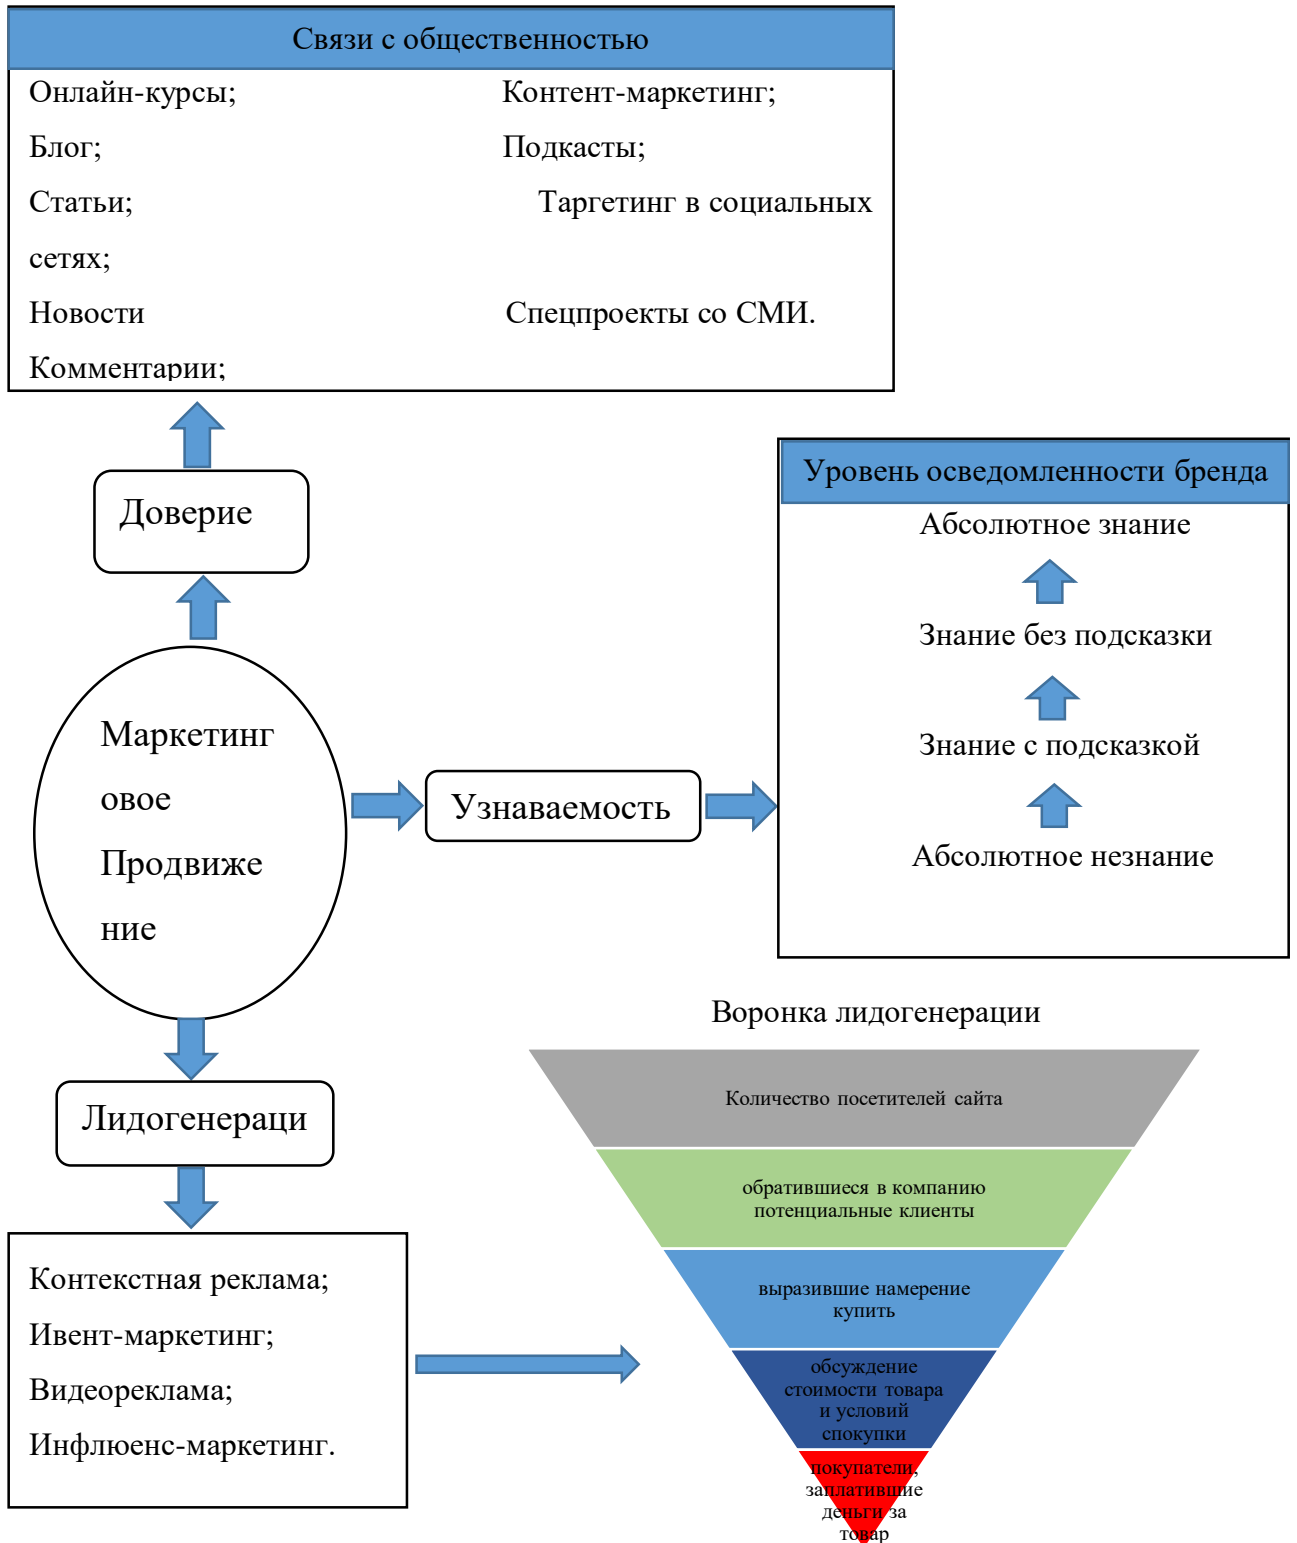 Связи с общественностью
Онлайн-курсы; Контент-маркетинг;
Блог; Подкасты;
Статьи; Таргетинг в социальных
сетях;
Новости Спецпроекты со СМИ.
Комментарии;
Доверие
Уровень осведомленности бренда
Абсолютное знание
Знание без подсказки
Знание с подсказкой
Абсолютное незнание
Маркетинг
овое
Продвиже
ние
Узнаваемость
Лидогенераци
Контекстная реклама;
Ивент-маркетинг;
Видеореклама;
Инфлюенс-маркетинг.
Воронка лидогенерации
Количество посетителей сайта
обратившиеся в компанию
потенциальные клиенты
выразившие намерение
купить
обсуждение
стоимости товара
и условий
спокупки
покупатели,
заплатившие
деньги за
товар